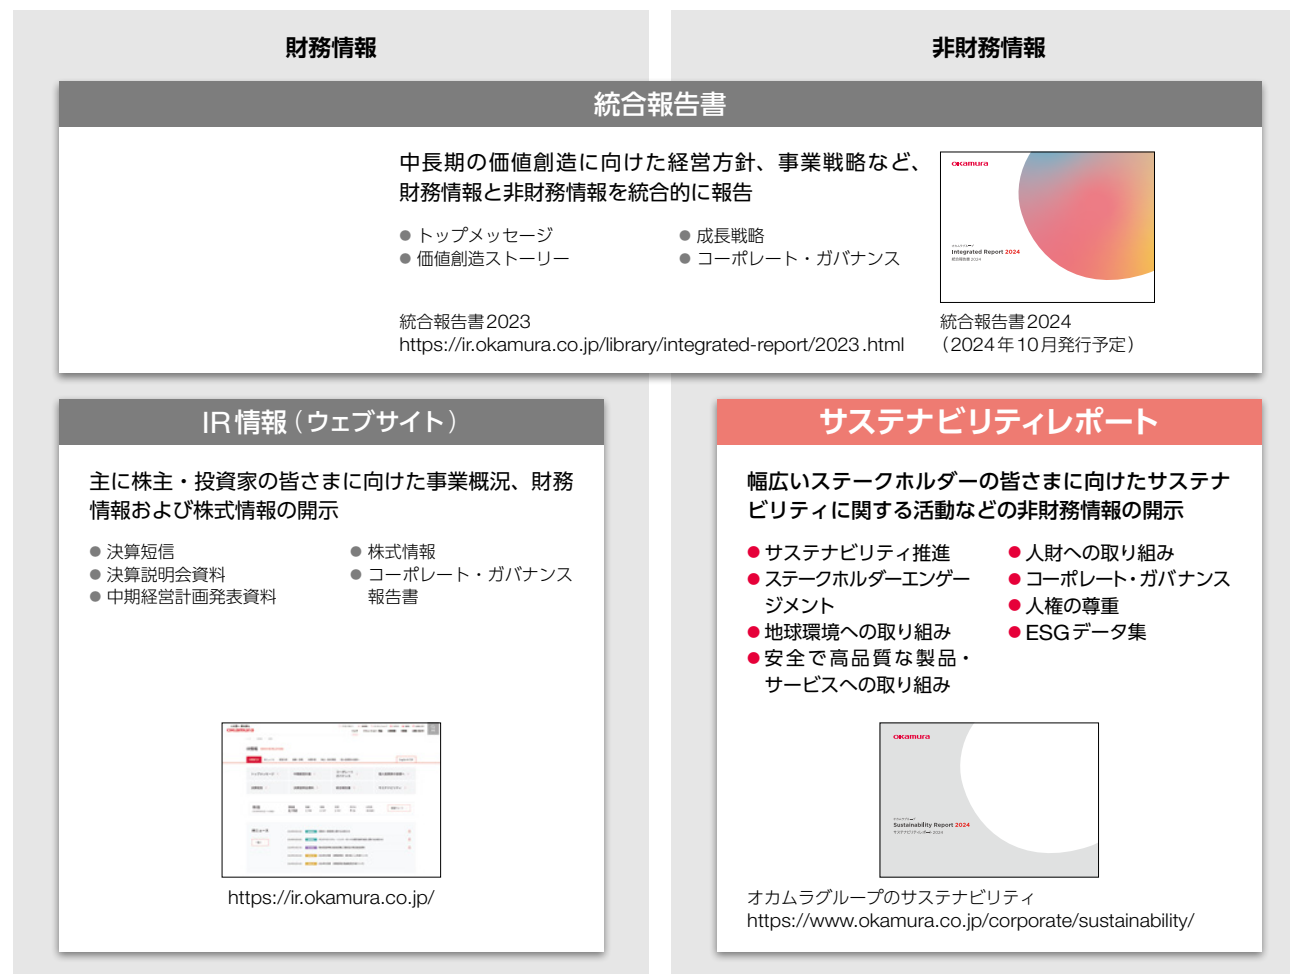 財務情報
非財務情報
統合報告書
中長期の価値創造に向けた経営方針、事業戦略など、
財務情報と非財務情報を統合的に報告
● トップメッセージ
● 価値創造ストーリー
● 成長戦略
● コーポレート・ガバナンス
統合報告書2023
https://ir.okamura.co.jp/library/integrated-report/2023.html
okamura
Integrated Report 2024
統合報告書 2024
統合報告書2024
（2024年10月発行予定）
IR情報（ウェブサイト）
主に株主・投資家の皆さまに向けた事業概況、財務
情報および株式情報の開示
● 決算短信
● 決算説明会資料
● 中期経営計画発表資料
● 株式情報
● コーポレート・ガバナンス
報告書
okamura
https://ir.okamura.co.jp/
サステナビリティレポート
幅広いステークホルダーの皆さまに向けたサステナ
ビリティに関する活動などの非財務情報の開示
● サステナビリティ推進
● ステークホルダーエンゲー
ジメント
● 地球環境への取り組み
● 安全で高品質な製品・
サービスへの取り組み
● 人財への取り組み
● コーポレート・ガバナンス
● 人権の尊重
● ESGデータ集
okamura
Sustainability Report 2024
サステナビリティレポート 2024
オカムラグループのサステナビリティ
https://www.okamura.co.jp/corporate/sustainability/